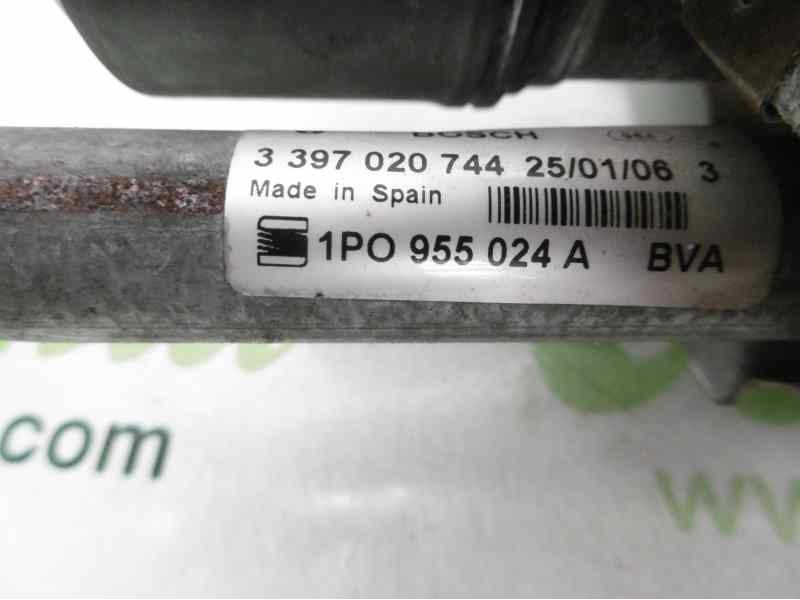 BOSCH
3 397 020 744 25/01/06 3
Made in Spain
1PO 955 024 A BVA
.com